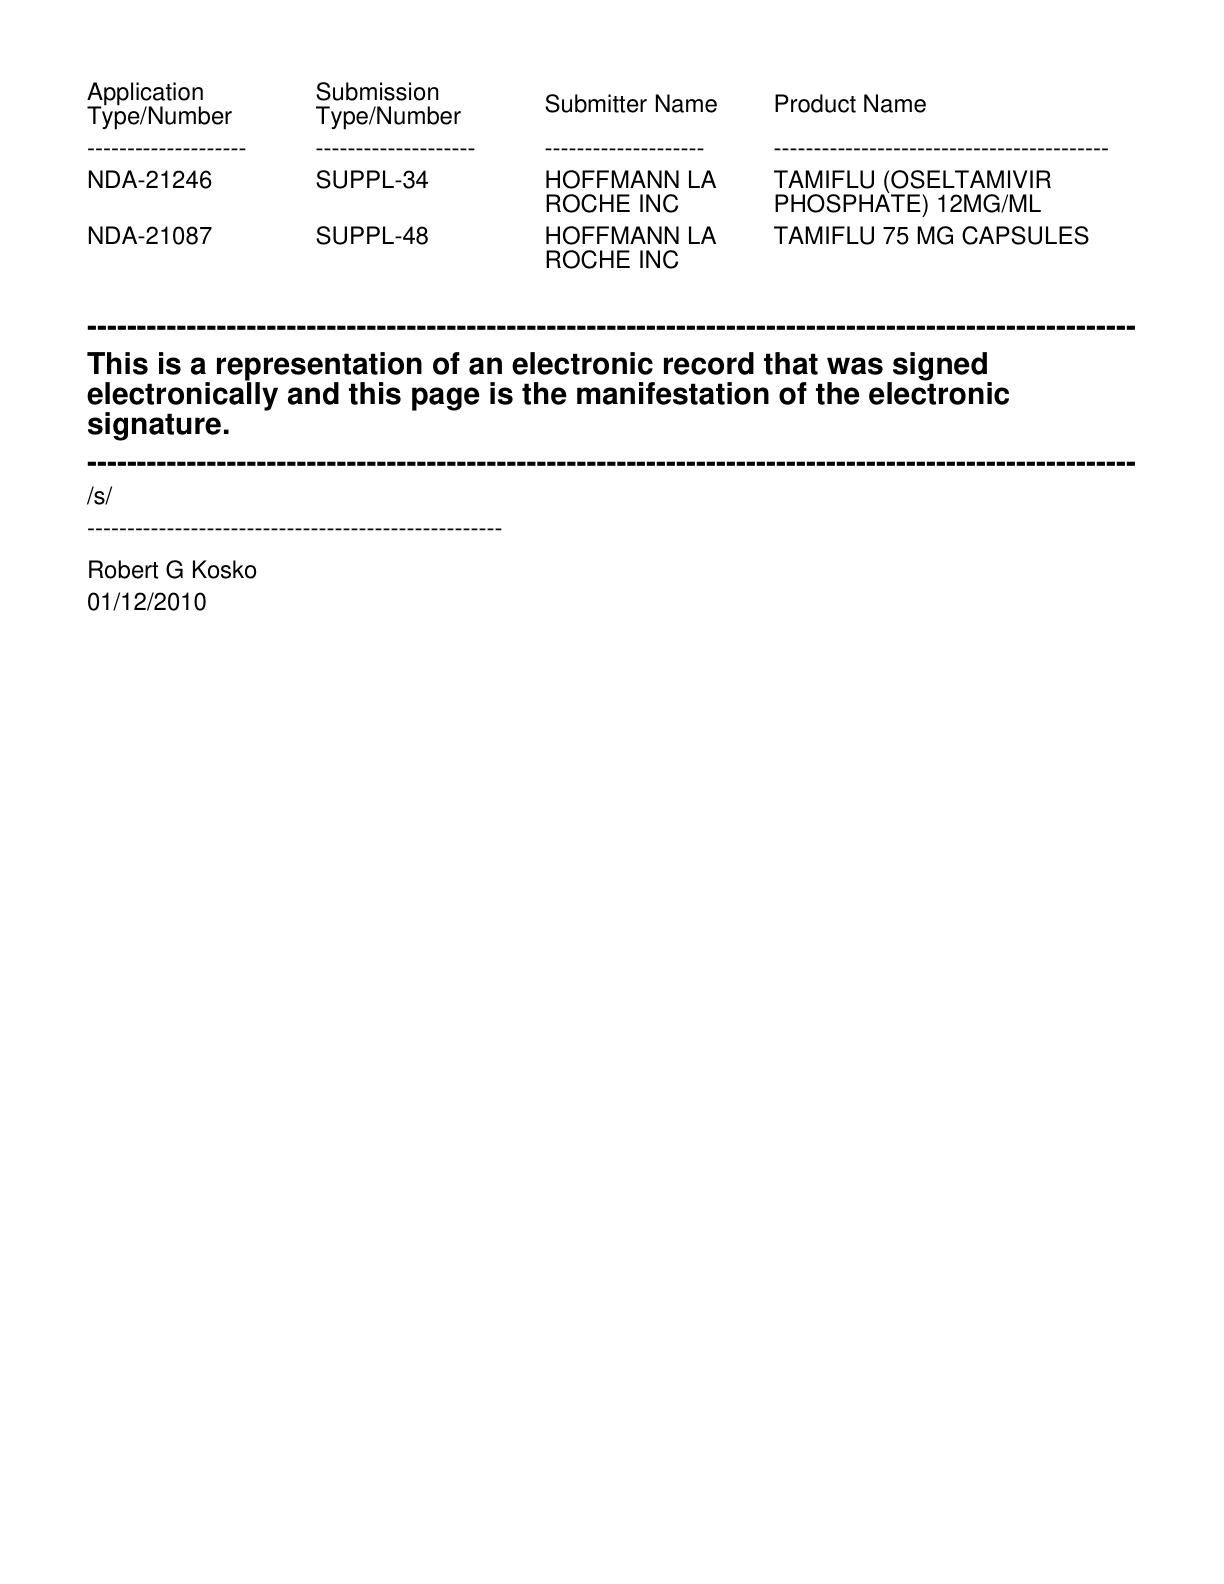 Application Type/Number	Submission Type/Number	Submitter Name	Product Name
--------------------	--------------------	--------------------	------------------------------------------
NDA-21246	SUPPL-34	HOFFMANN LA ROCHE INC	TAMIFLU (OSELTAMIVIR PHOSPHATE) 12MG/ML
NDA-21087	SUPPL-48	HOFFMANN LA ROCHE INC	TAMIFLU 75 MG CAPSULES
---------------------------------------------------------------------------------------------------------
This is a representation of an electronic record that was signed
electronically and this page is the manifestation of the electronic
signature.
---------------------------------------------------------------------------------------------------------
/s/
----------------------------------------------------
Robert G Kosko
01/12/2010